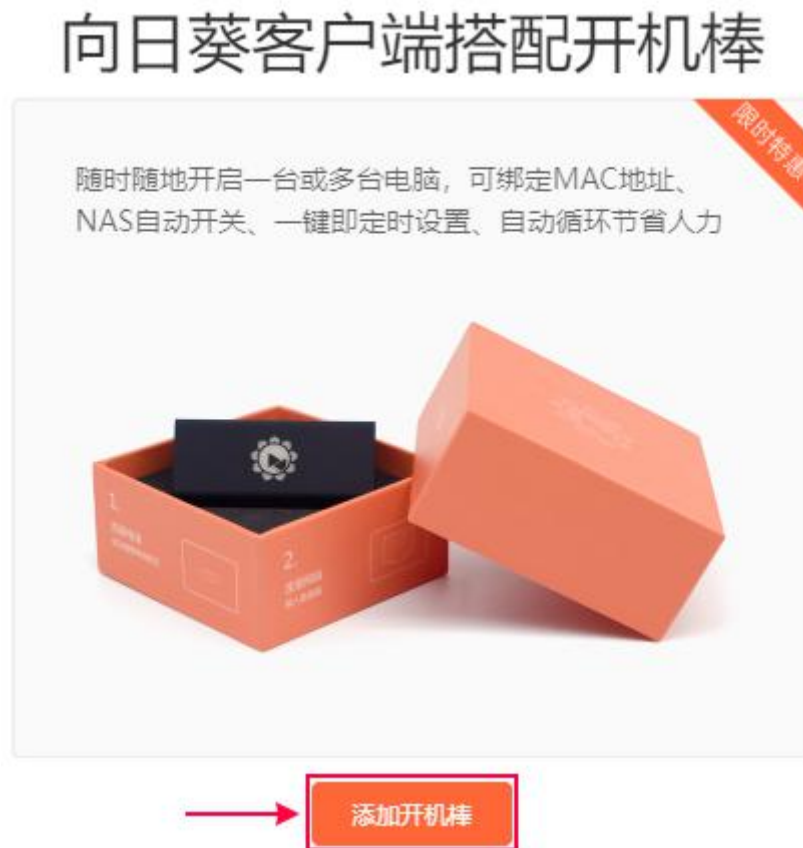 向日葵客户端搭配开机棒
限时特惠
随时随地开启一台或多台电脑，可绑定MAC地址、
NAS自动开关、一键即定时设置、自动循环节省人力
1.
2.
添加开机棒